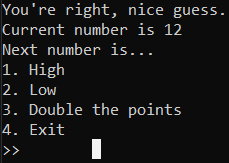 You're right, nice guess.
Current number is 12
Next number is...
1. High
2. Low
3. Double the points
4. Exit
>>